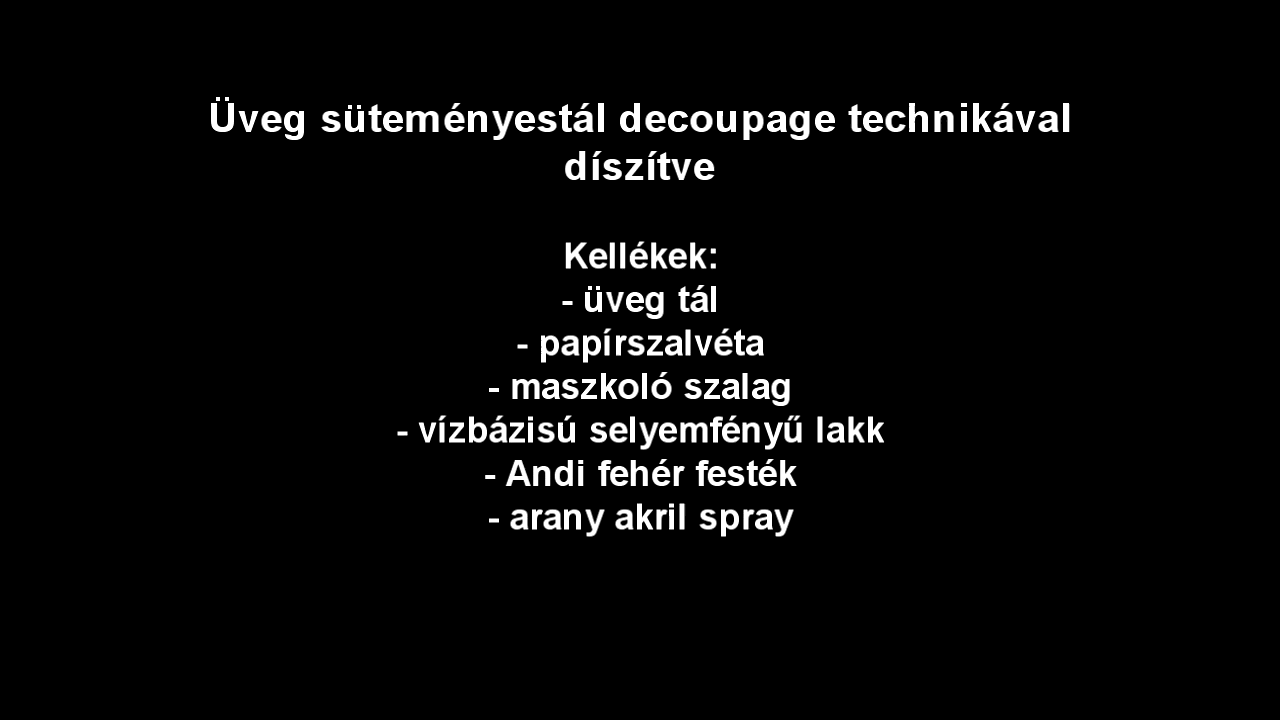 Üveg süteményestál decoupage technikával
díszítve
Kellékek:
- üveg tál
- papírszalvéta
- maszkoló szalag
- vízbázisú selyemfényű lakk
- Andi fehér festék
- arany akril spray